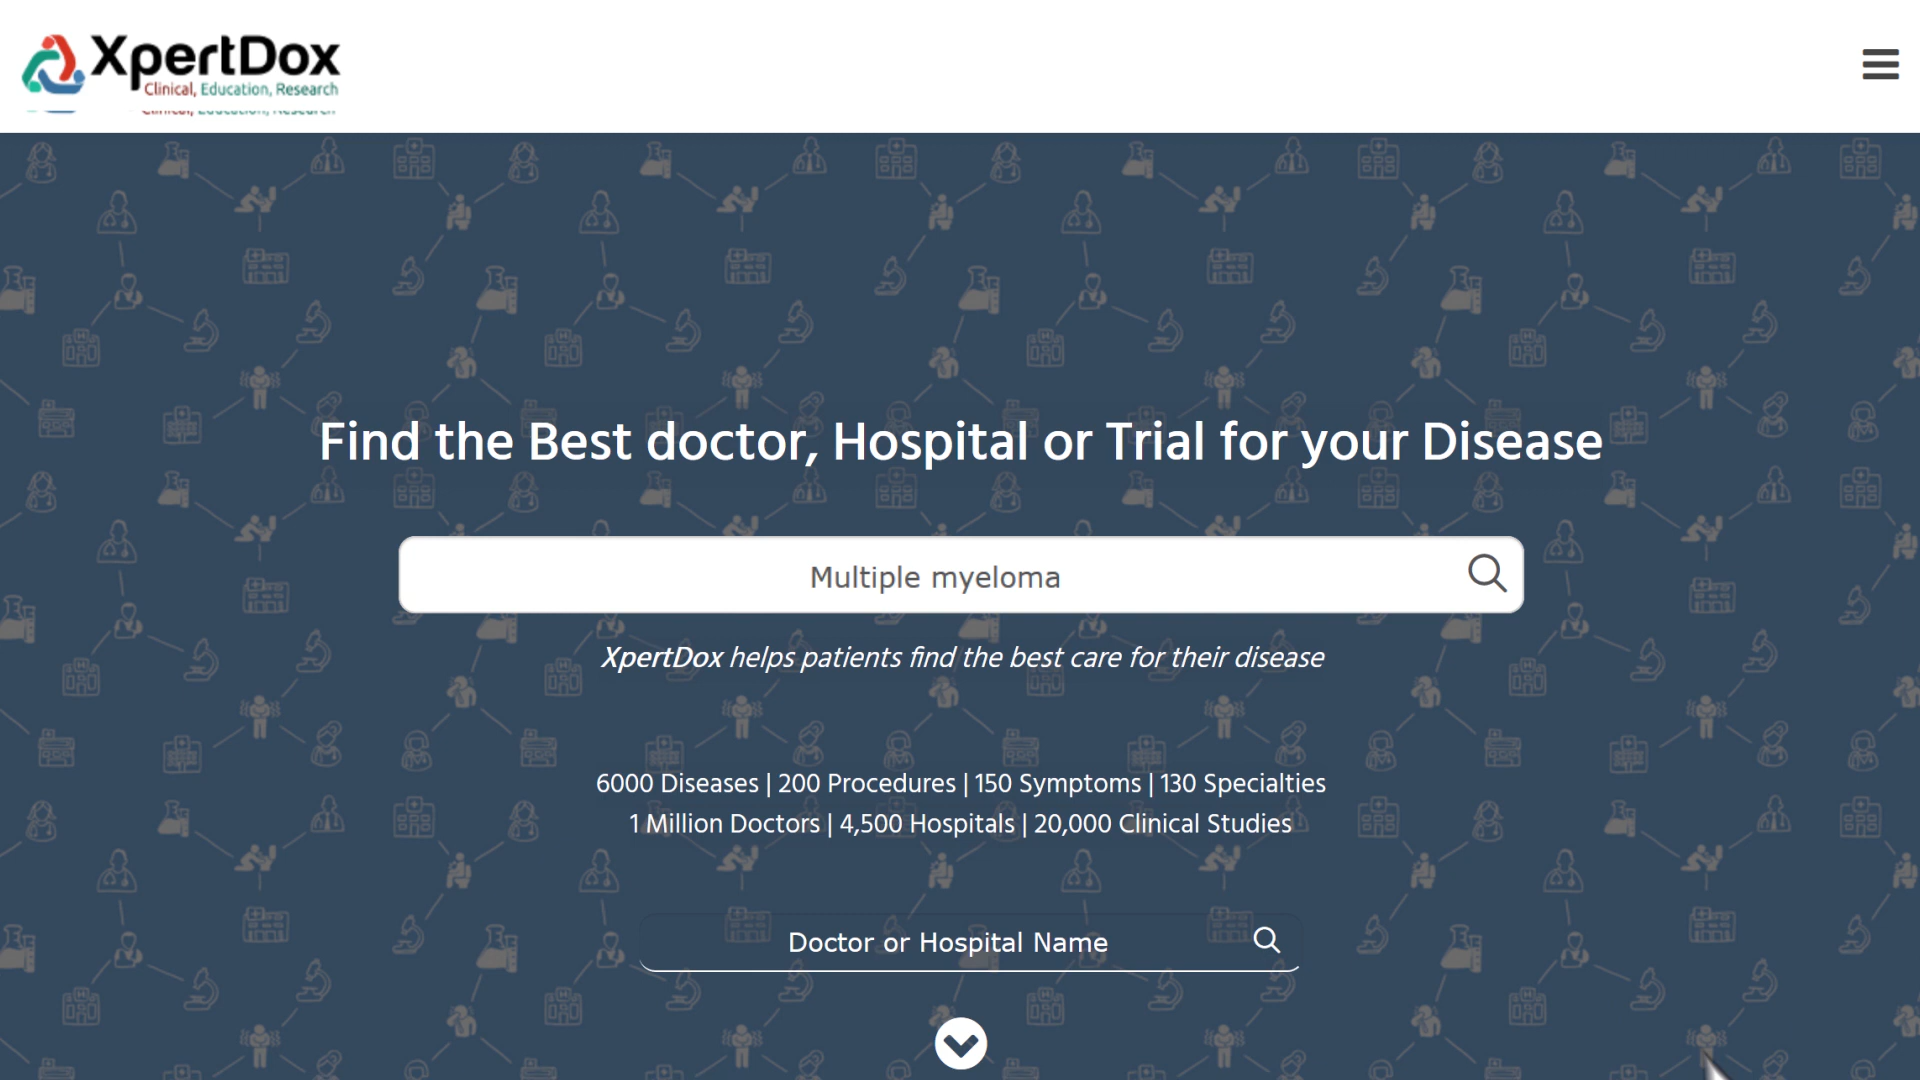 XpertDox
Clinical, Education, Research
Find the Best doctor, Hospital or Trial for your Disease
Multiple myeloma
XpertDox helps patients find the best care for their disease
6000 Diseases | 200 Procedures | 150 Symptoms | 130 Specialties
1 Million Doctors | 4,500 Hospitals | 20,000 Clinical Studies
Doctor or Hospital Name